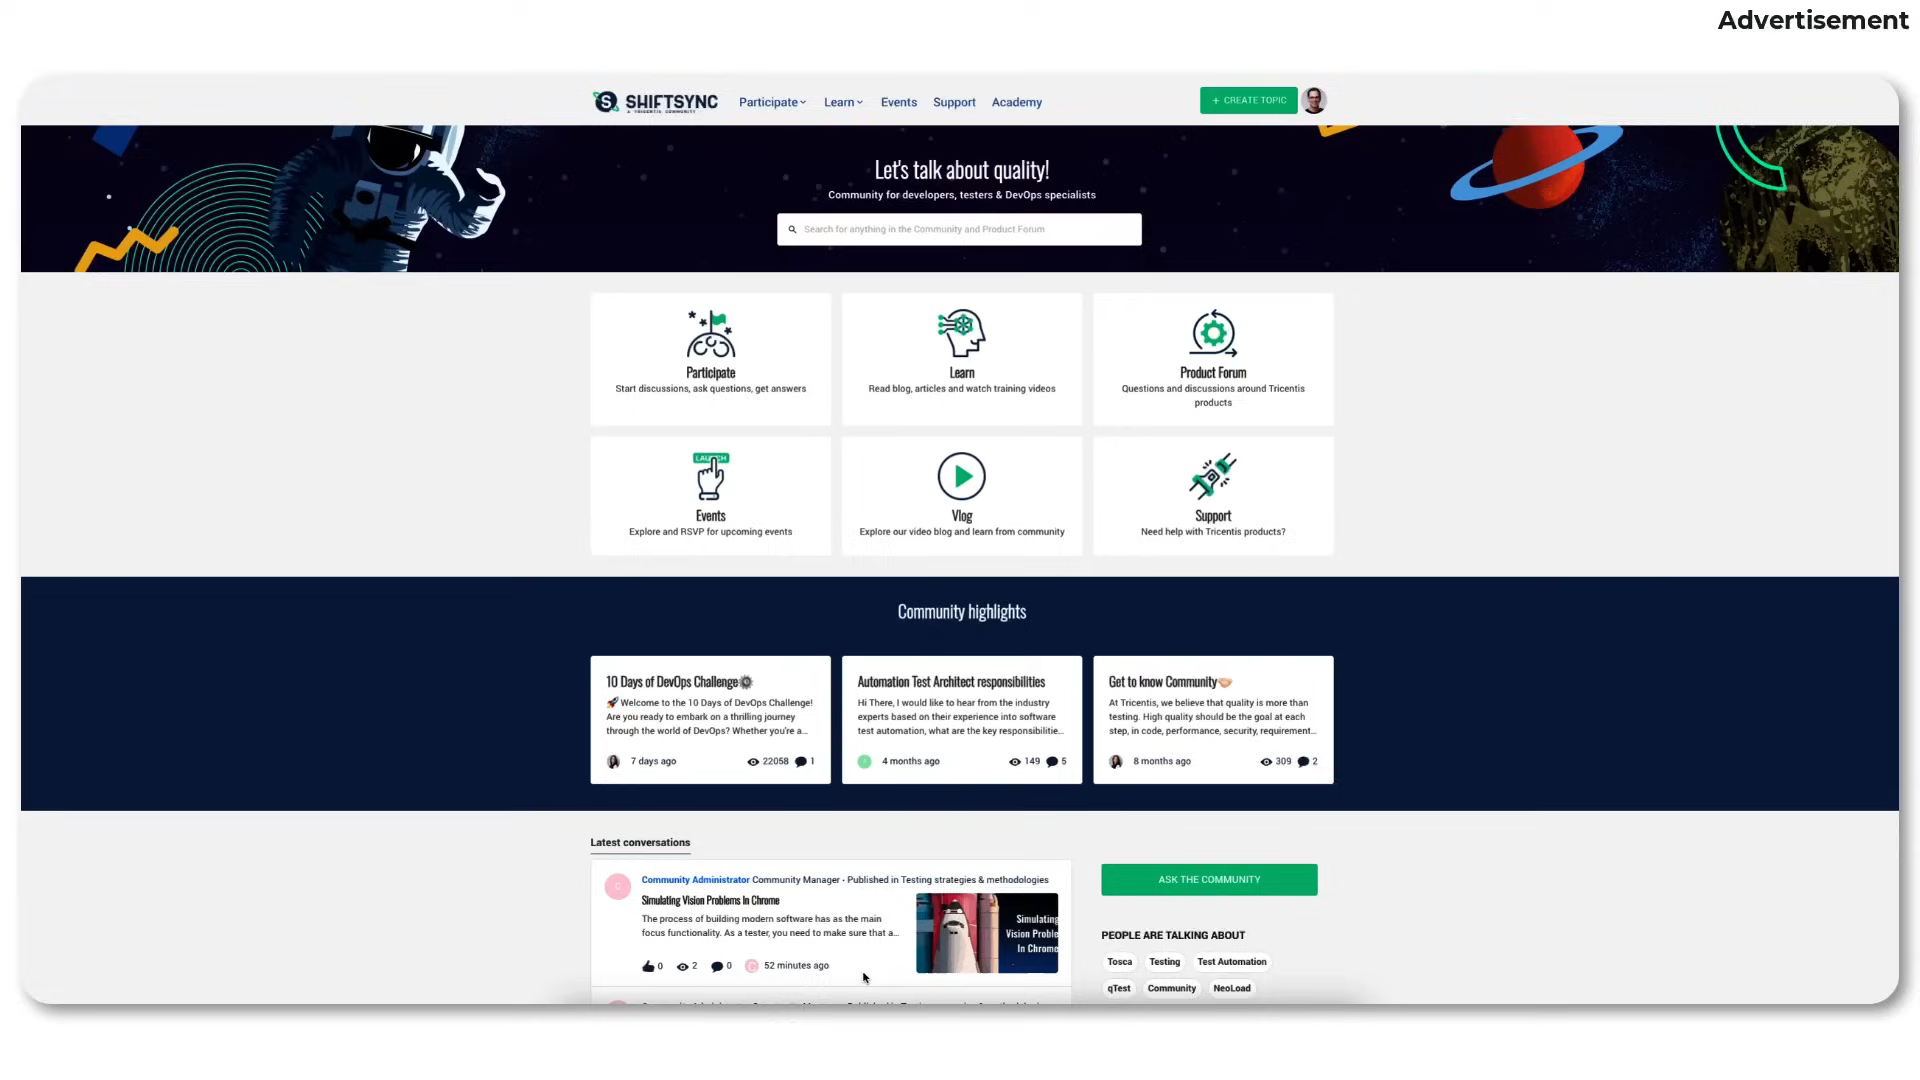 Advertisement
SHIFTSYNC
A TRICENTIS COMMUNITY
Participate
Learn
Events
Support
Academy
+ CREATE TOPIC
Let's talk about quality!
Community for developers, testers & DevOps specialists
Search for anything in the Community and Product Forum
Participate
Start discussions, ask questions, get answers
Learn
Read blog, articles and watch training videos
Product Forum
Questions and discussions around Tricentis
products
LAUNCH
Events
Explore and RSVP for upcoming events
Vlog
Explore our video blog and learn from community
Support
Need help with Tricentis products?
Community highlights
10 Days of DevOps Challenge
🚀Welcome to the 10 Days of DevOps Challenge!
Are you ready to embark on a thrilling journey
through the world of DevOps? Whether you're a...
7 days ago
22058
1
Automation Test Architect responsibilities
Hi There, I would like to hear from the industry
experts based on their experience into software
test automation, what are the key responsibilitie...
4 months ago
149
5
Get to know Community
At Tricentis, we believe that quality is more than
testing. High quality should be the goal at each
step, in code, performance, security, requirement...
8 months ago
309
2
Latest conversations
C
Community Administrator Community Manager · Published in Testing strategies & methodologies
Simulating Vision Problems In Chrome
The process of building modern software has as the main
focus functionality. As a tester, you need to make sure that a...
0
2
0
C
52 minutes ago
Simulating
Vision Proble
In Chrome
ASK THE COMMUNITY
PEOPLE ARE TALKING ABOUT
Tosca
Testing
Test Automation
qTest
Community
NeoLoad